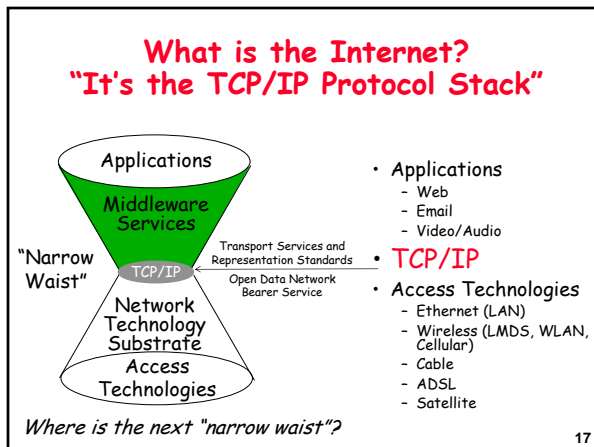 What is the Internet?
“It’s the TCP/IP Protocol Stack”
Applications
Middleware
Services
“Narrow
Waist”
TCP/IP
Transport Services and
Representation Standards
Open Data Network
Bearer Service
Network
Technology
Substrate
Access
Technologies
• Applications
– Web
– Email
– Video/Audio
• TCP/IP
• Access Technologies
– Ethernet (LAN)
– Wireless (LMDS, WLAN,
Cellular)
– Cable
– ADSL
– Satellite
Where is the next “narrow waist”?
17